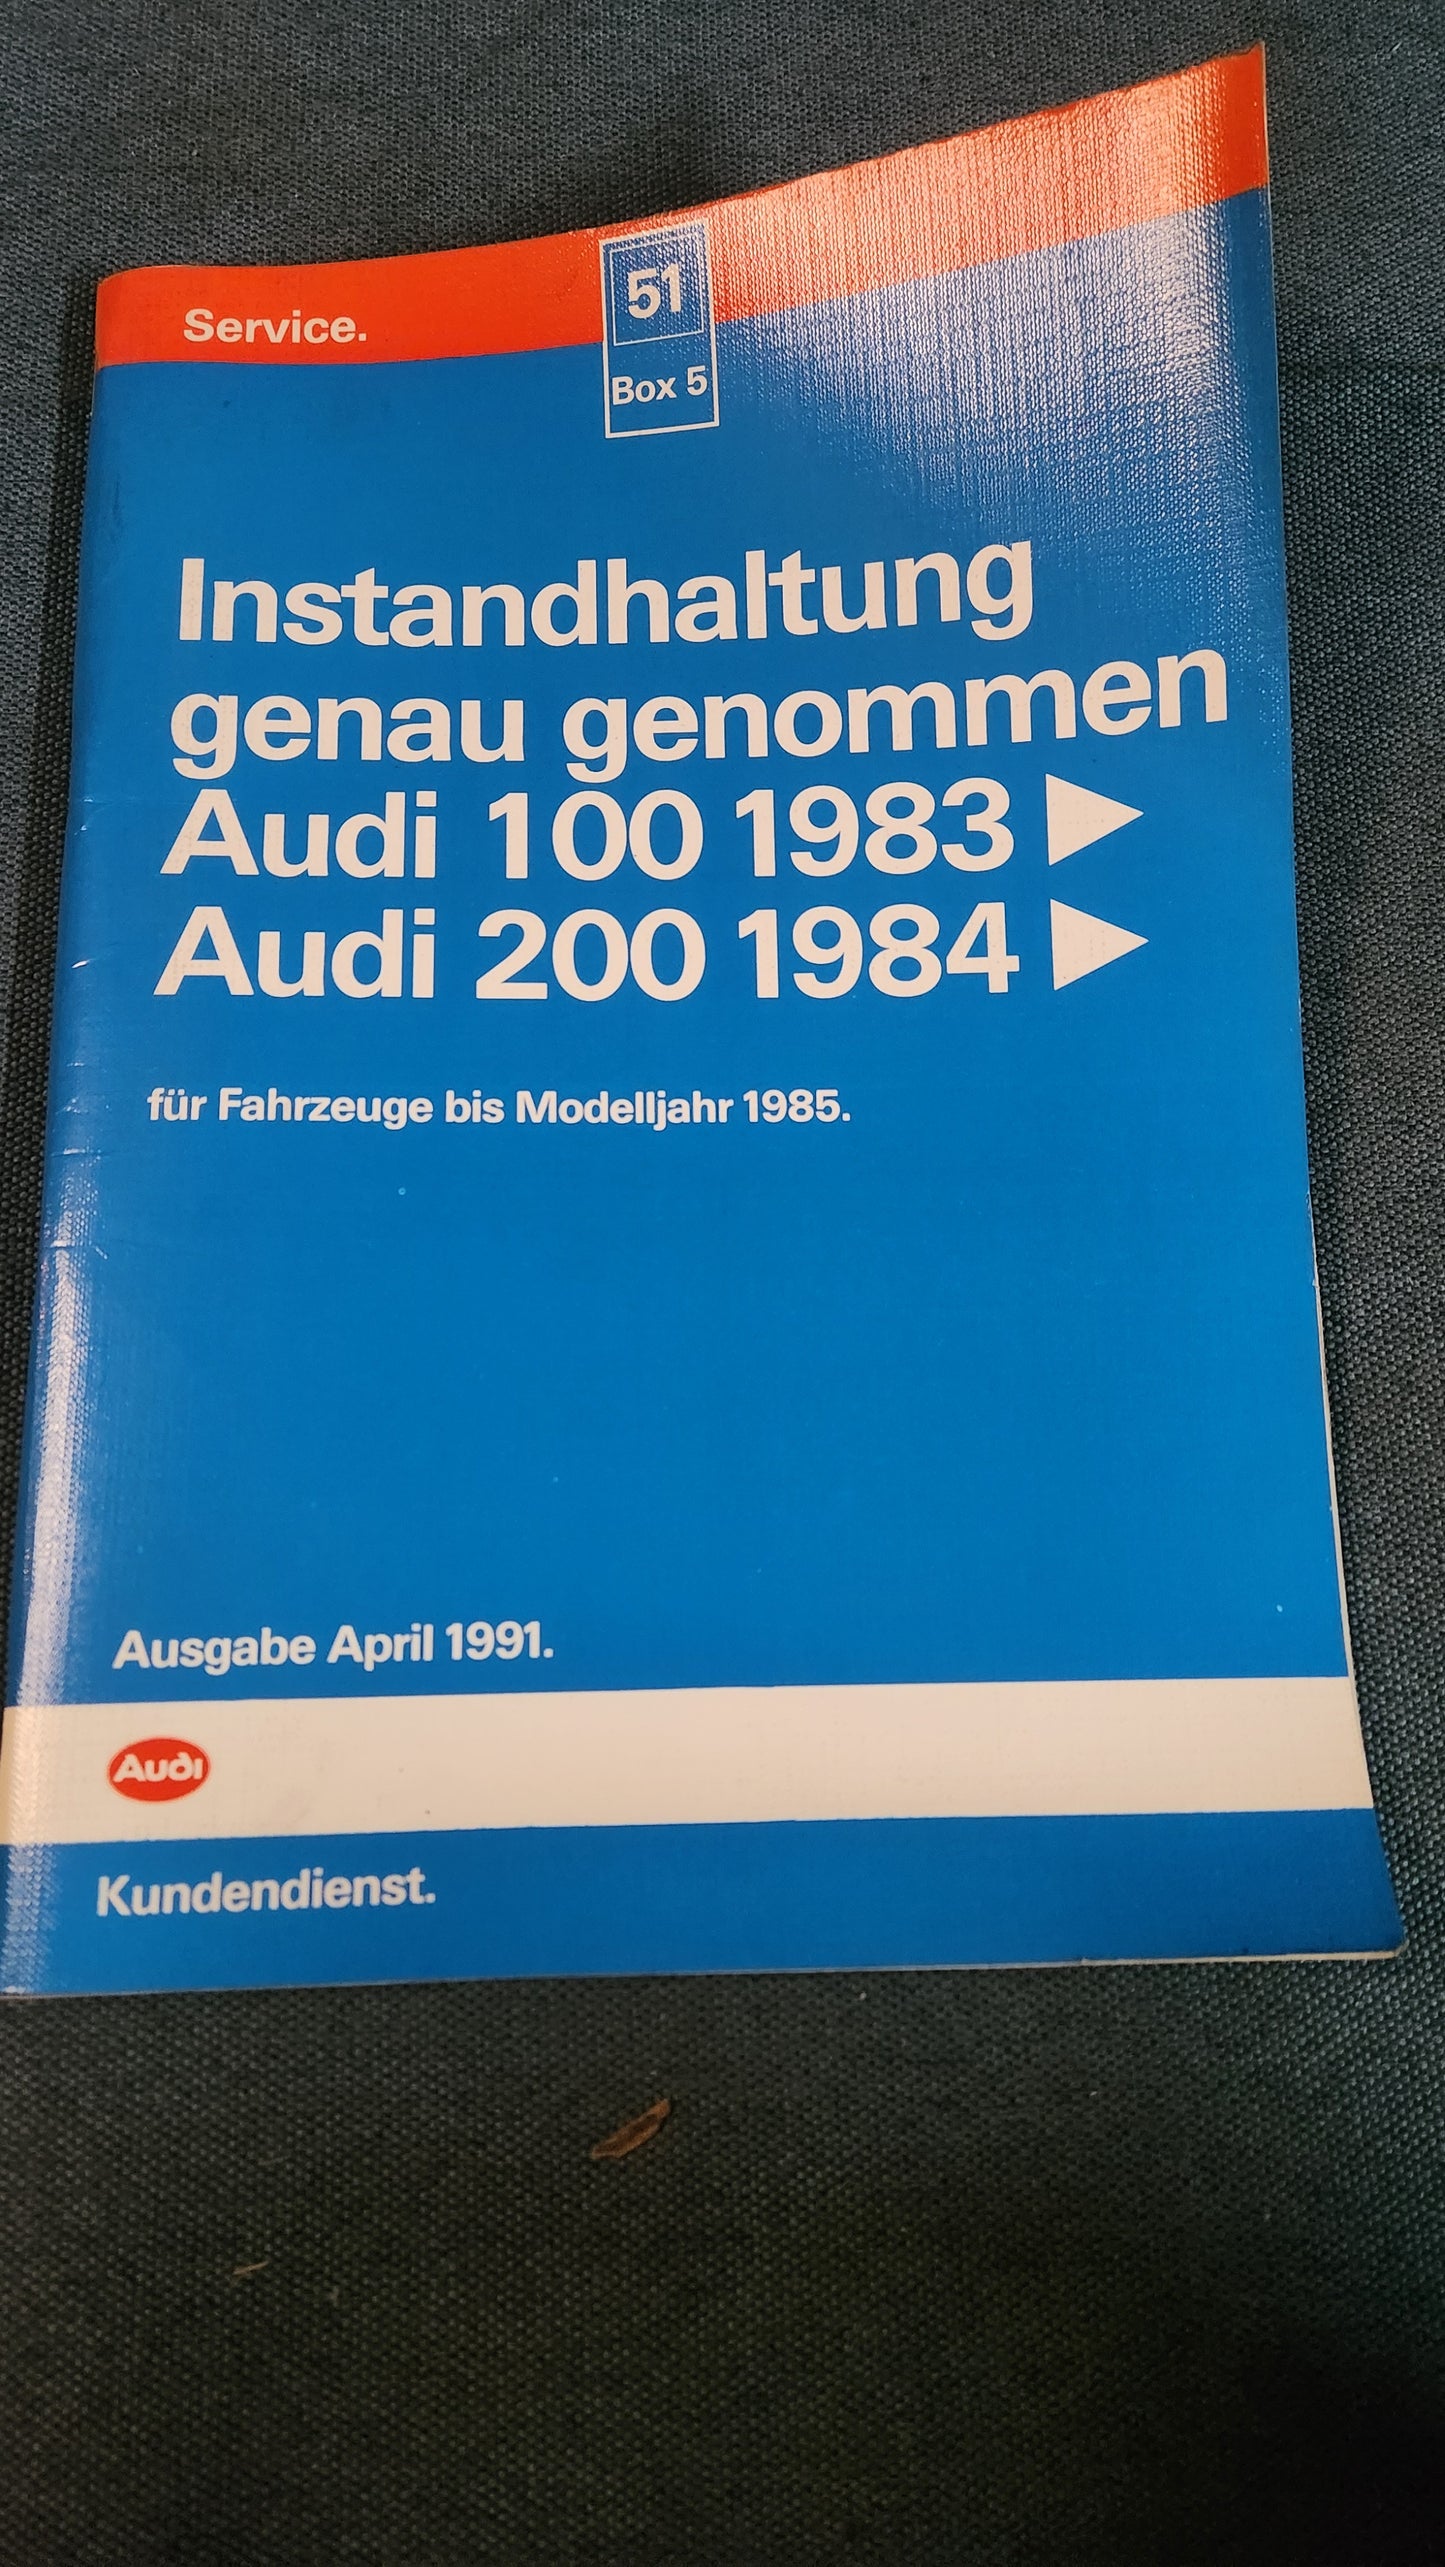 Service.
51
Box 5
Instandhaltung
genau genommen
Audi 100 1983 ▶
Audi 200 1984 ▶
für Fahrzeuge bis Modelljahr 1985.
Ausgabe April 1991.
Audi
Kundendienst.